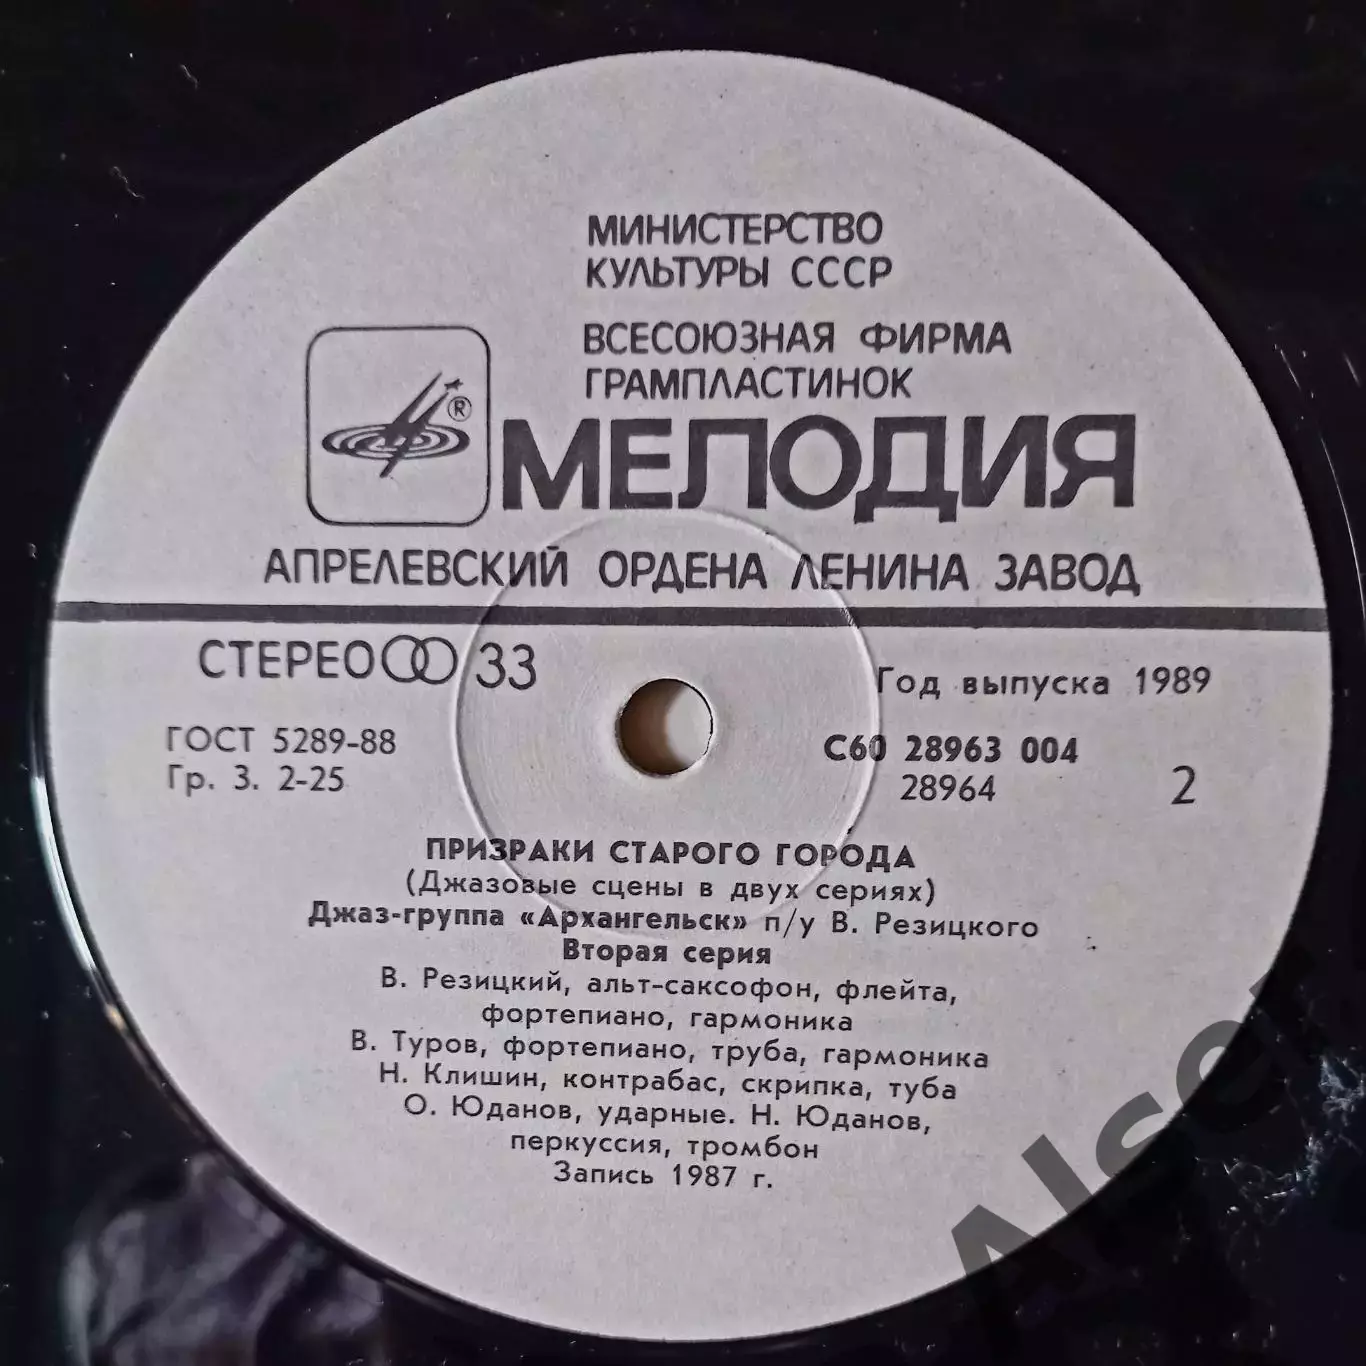 МИНИСТЕРСТВО
КУЛЬТУРЫ СССР
ВСЕСОЮЗНАЯ ФИРМА
ГРАМПЛАСТИНОК
®
МЕЛОДИЯ
АПРЕЛЕВСКИЙ ОРДЕНА ЛЕНИНА ЗАВОД
СТЕРЕО 33
Год выпуска 1989
ГОСТ 5289-88
Гр. 3. 2-25
С60 28963 004
28964
2
ПРИЗРАКИ СТАРОГО ГОРОДА
(Джазовые сцены в двух сериях)
Джаз-группа «Архангельск» п/у В. Резицкого
Вторая серия
В. Резицкий, альт-саксофон, флейта,
фортепиано, гармоника
В. Туров, фортепиано, труба, гармоника
Н. Клишин, контрабас, скрипка, туба
О. Юданов, ударные. Н. Юданов,
перкуссия, тромбон
Запись 1987 г.